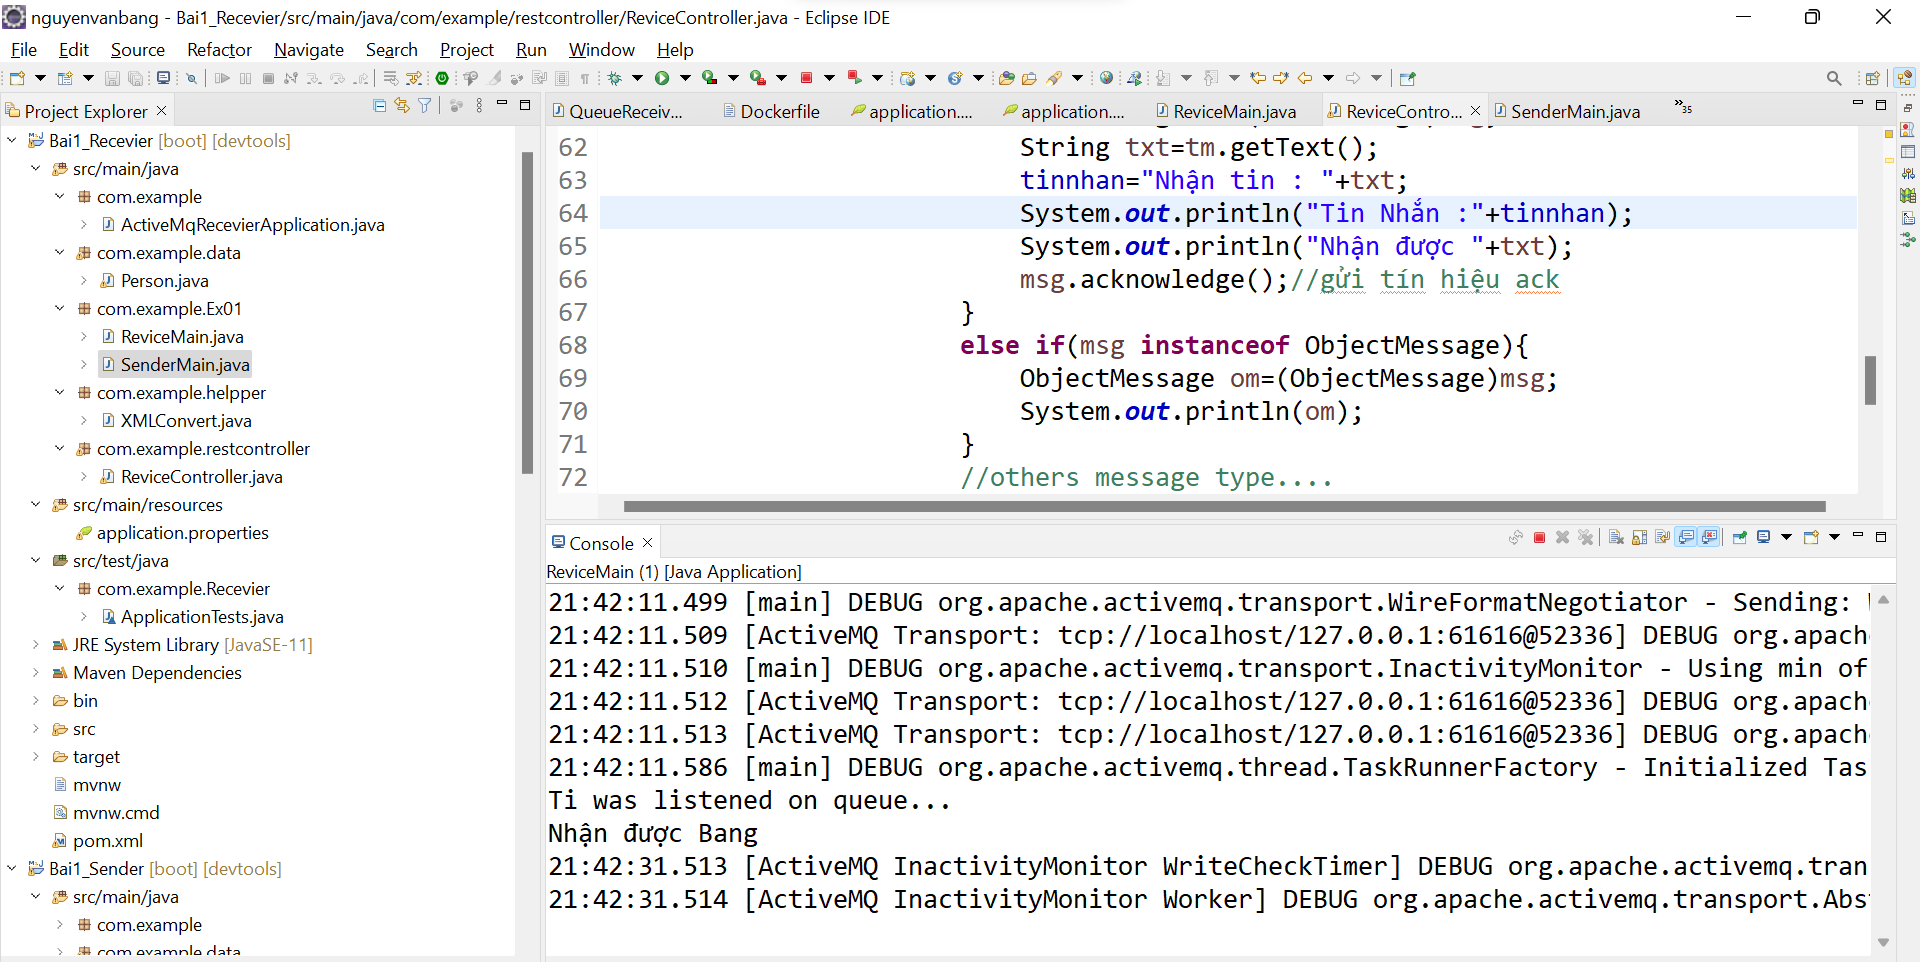 nguyenvanbang - Bai1_Recevier/src/main/java/com/example/restcontroller/ReviceController.java - Eclipse IDE
File Edit Source Refactor Navigate Search Project Run Window Help
Project Explorer
Bai1_Recevier [boot] [devtools]
src/main/java
com.example
ActiveMqRecevierApplication.java
com.example.data
Person.java
com.example.Ex01
ReviceMain.java
SenderMain.java
com.example.helpper
XMLConvert.java
com.example.restcontroller
ReviceController.java
src/main/resources
application.properties
src/test/java
com.example.Recevier
ApplicationTests.java
JRE System Library [JavaSE-11]
Maven Dependencies
bin
src
target
mvnw
mvnw.cmd
pom.xml
Bai1_Sender [boot] [devtools]
src/main/java
com.example
com.example.data
QueueReceiv... Dockerfile application.... application.... ReviceMain.java ReviceContro... SenderMain.java »35
62 String txt=tm.getText();
63 tinnhan="Nhận tin : "+txt;
64 System.out.println("Tin Nhắn :"+tinnhan);
65 System.out.println("Nhận được "+txt);
66 msg.acknowledge();//gửi tín hiệu ack
67 }
68 else if(msg instanceof ObjectMessage){
69 ObjectMessage om=(ObjectMessage)msg;
70 System.out.println(om);
71 }
72 //others message type....
Console
ReviceMain (1) [Java Application]
21:42:11.499 [main] DEBUG org.apache.activemq.transport.WireFormatNegotiator - Sending:
21:42:11.509 [ActiveMQ Transport: tcp://localhost/127.0.0.1:61616@52336] DEBUG org.apach
21:42:11.510 [main] DEBUG org.apache.activemq.transport.InactivityMonitor - Using min of
21:42:11.512 [ActiveMQ Transport: tcp://localhost/127.0.0.1:61616@52336] DEBUG org.apach
21:42:11.513 [ActiveMQ Transport: tcp://localhost/127.0.0.1:61616@52336] DEBUG org.apach
21:42:11.586 [main] DEBUG org.apache.activemq.thread.TaskRunnerFactory - Initialized Tas
Ti was listened on queue...
Nhận được Bang
21:42:31.513 [ActiveMQ InactivityMonitor WriteCheckTimer] DEBUG org.apache.activemq.tran
21:42:31.514 [ActiveMQ InactivityMonitor Worker] DEBUG org.apache.activemq.transport.Abs